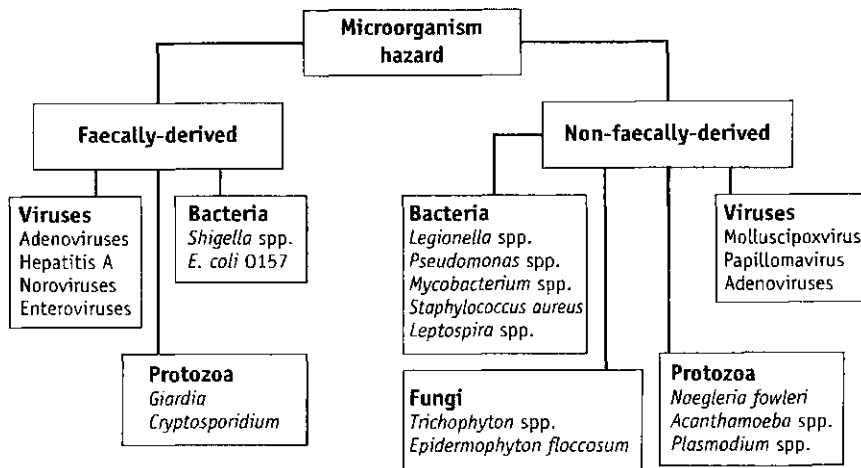 Microorganism
hazard
Faecally-derived
Non-faecally-derived
Viruses
Adenoviruses
Hepatitis A
Noroviruses
Enteroviruses
Bacteria
Shigella spp.
E. coli O157
Protozoa
Giardia
Cryptosporidium
Bacteria
Legionella spp.
Pseudomonas spp.
Mycobacterium spp.
Staphylococcus aureus
Leptospira spp.
Viruses
Molluscipoxvirus
Papillomavirus
Adenoviruses
Fungi
Trichophyton spp.
Epidermophyton floccosum
Protozoa
Naegleria fowleri
Acanthamoeba spp.
Plasmodium spp.